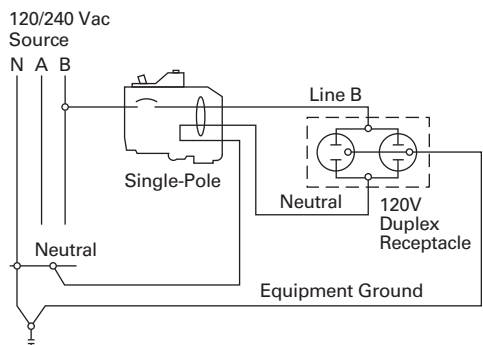 120/240 Vac
Source
N A B
Line B
Single-Pole
Neutral
120V
Duplex
Receptacle
Neutral
Equipment Ground